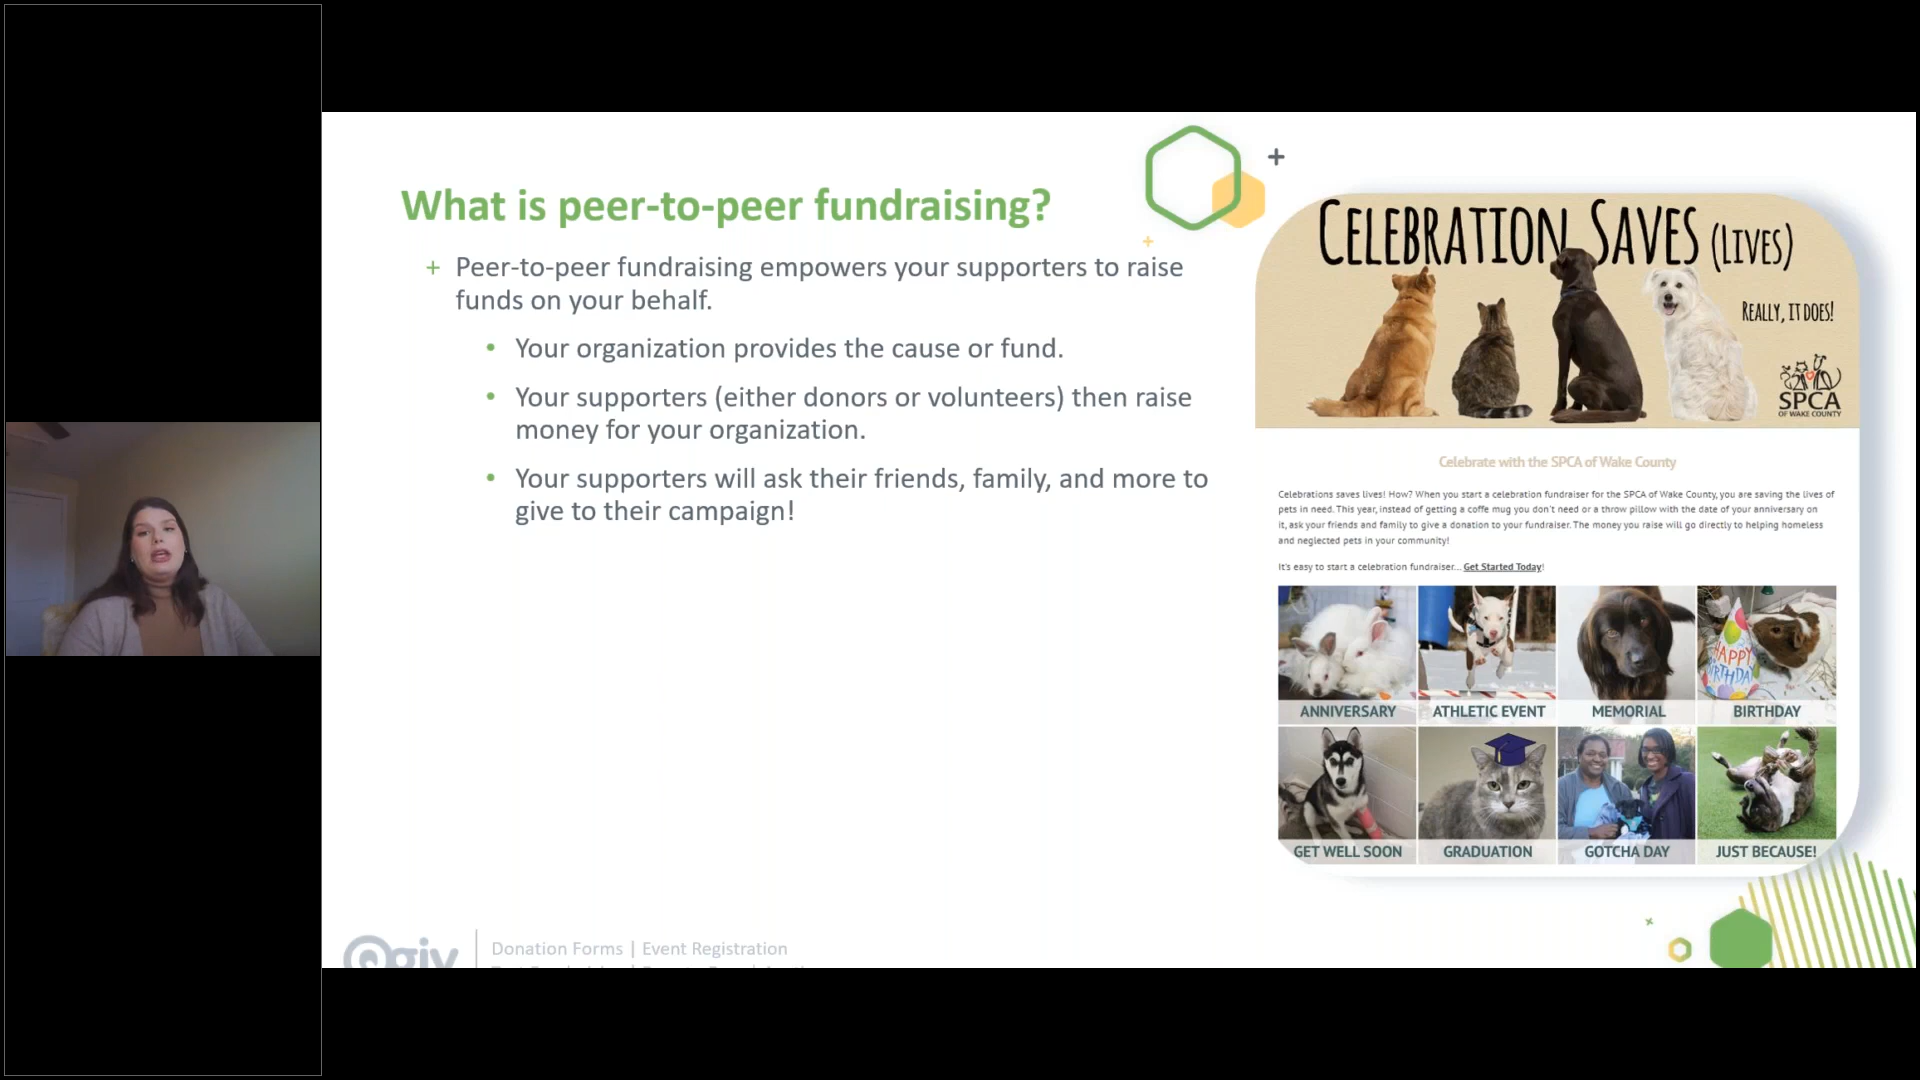 What is peer-to-peer fundraising?
+ Peer-to-peer fundraising empowers your supporters to raise
funds on your behalf.
• Your organization provides the cause or fund.
• Your supporters (either donors or volunteers) then raise
money for your organization.
• Your supporters will ask their friends, family, and more to
give to their campaign!
CELEBRATION SAVES (LIVES)
REALLY, IT DOES!
SPCA
OF WAKE COUNTY
Celebrate with the SPCA of Wake County
Celebrations saves lives! How? When you start a celebration fundraiser for the SPCA of Wake County, you are saving the lives of
pets in need. This year, instead of getting a coffe mug you don't need or a throw pillow with the date of your anniversary on
it, ask your friends and family to give a donation to your fundraiser. The money you raise will go directly to helping homeless
and neglected pets in your community!
It's easy to start a celebration fundraiser... Get Started Today!
HAPPY
BIRTHDAY
ANNIVERSARY
ATHLETIC EVENT
MEMORIAL
BIRTHDAY
GET WELL SOON
GRADUATION
GOTCHA DAY
JUST BECAUSE!
Qgiv
Donation Forms | Event Registration